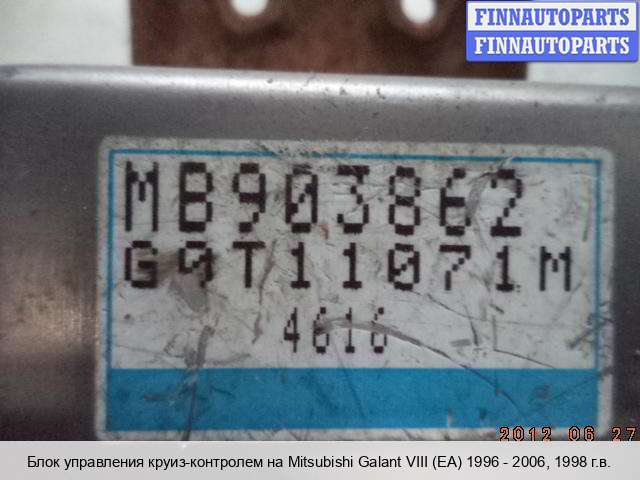 FINNAUTOPARTS
FINNAUTOPARTS
MB903862
G9T11071M
4616
2012 06 27
Блок управления круиз-контролем на Mitsubishi Galant VIII (EA) 1996 - 2006, 1998 г.в.